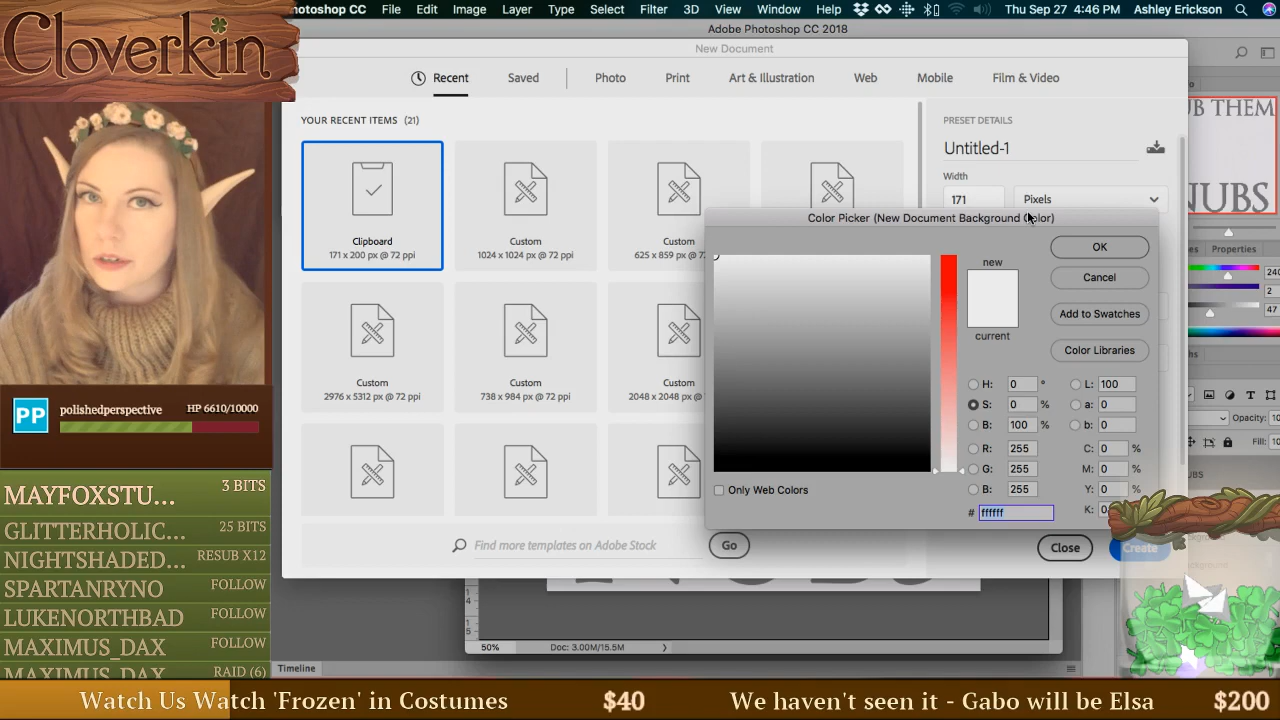 Cloverkin
Photoshop CC File Edit Image Layer Type Select Filter 3D View Window Help Thu Sep 27 4:46 PM Ashley Erickson
Adobe Photoshop CC 2018
New Document
Recent Saved Photo Print Art & Illustration Web Mobile Film & Video
YOUR RECENT ITEMS (21)
Clipboard
171 x 200 px @ 72 ppi
Custom
1024 x 1024 px @ 72 ppi
Custom
625 x 859 px @ 72
Custom
2976 x 5312 px @ 72 ppi
Custom
738 x 984 px @ 72 ppi
Custom
2048 x 2048 px @ 72
Find more templates on Adobe Stock
Go
PRESET DETAILS
Untitled-1
Width
171 Pixels
Close
Create
Color Picker (New Document Background Color)
new
current
OK
Cancel
Add to Swatches
Color Libraries
H: 0 °
S: 0 %
B: 100 %
R: 255
G: 255
B: 255
# ffffff
L: 100
a: 0
b: 0
C: 0 %
M: 0 %
Y: 0 %
K: 0
Only Web Colors
UB THEM
NUBS
Properties
240
2
47
Opacity:
Fill:
UBS
50% Doc: 3.00M/15.5M
Timeline
PP
polishedperspective HP 6610/10000
MAYFOXSTU... 3 BITS
GLITTERHOLIC... 25 BITS
NIGHTSHADED... RESUB X12
SPARTANRYNO FOLLOW
LUKENORTHBAD FOLLOW
MAXIMUS_DAX FOLLOW
MAXIMUS_DAX RAID (6)
Watch Us Watch 'Frozen' in Costumes $40 We haven't seen it - Gabo will be Elsa $200